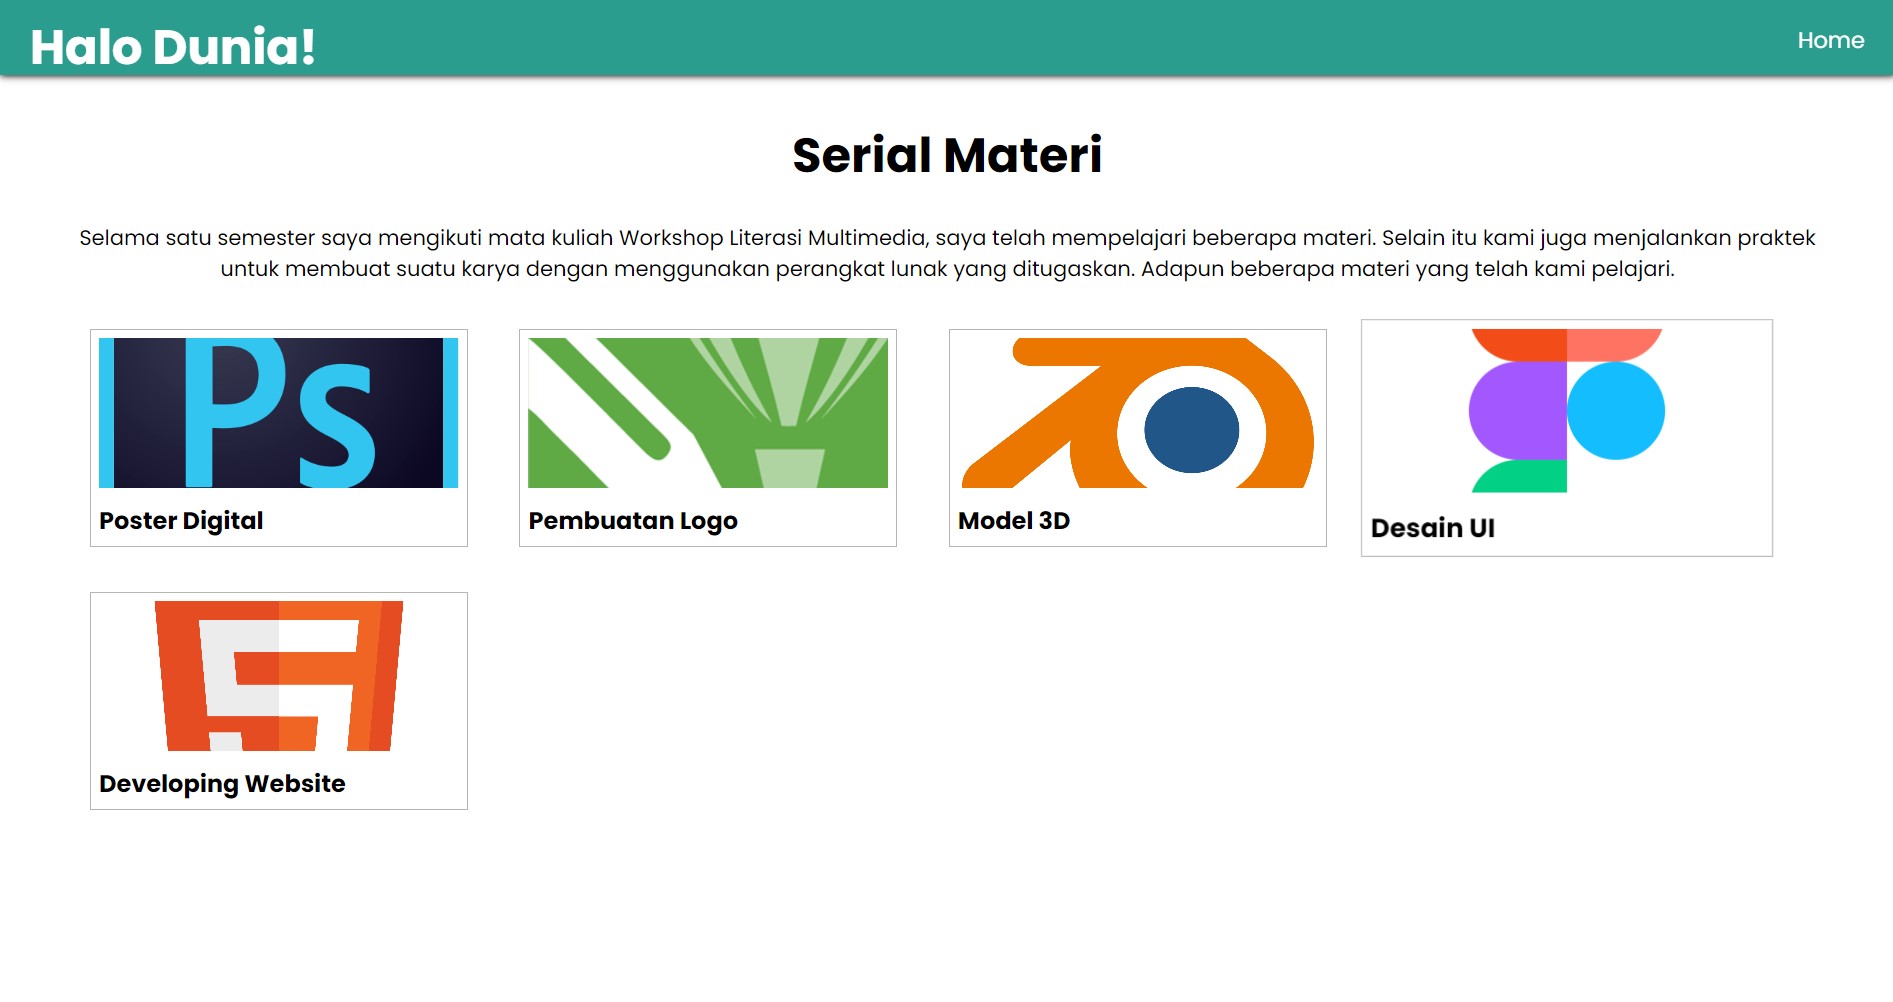 Halo Dunia!
Home
Serial Materi
Selama satu semester saya mengikuti mata kuliah Workshop Literasi Multimedia, saya telah mempelajari beberapa materi. Selain itu kami juga menjalankan praktek
untuk membuat suatu karya dengan menggunakan perangkat lunak yang ditugaskan. Adapun beberapa materi yang telah kami pelajari.
Ps
Poster Digital
Pembuatan Logo
Model 3D
Desain UI
Developing Website